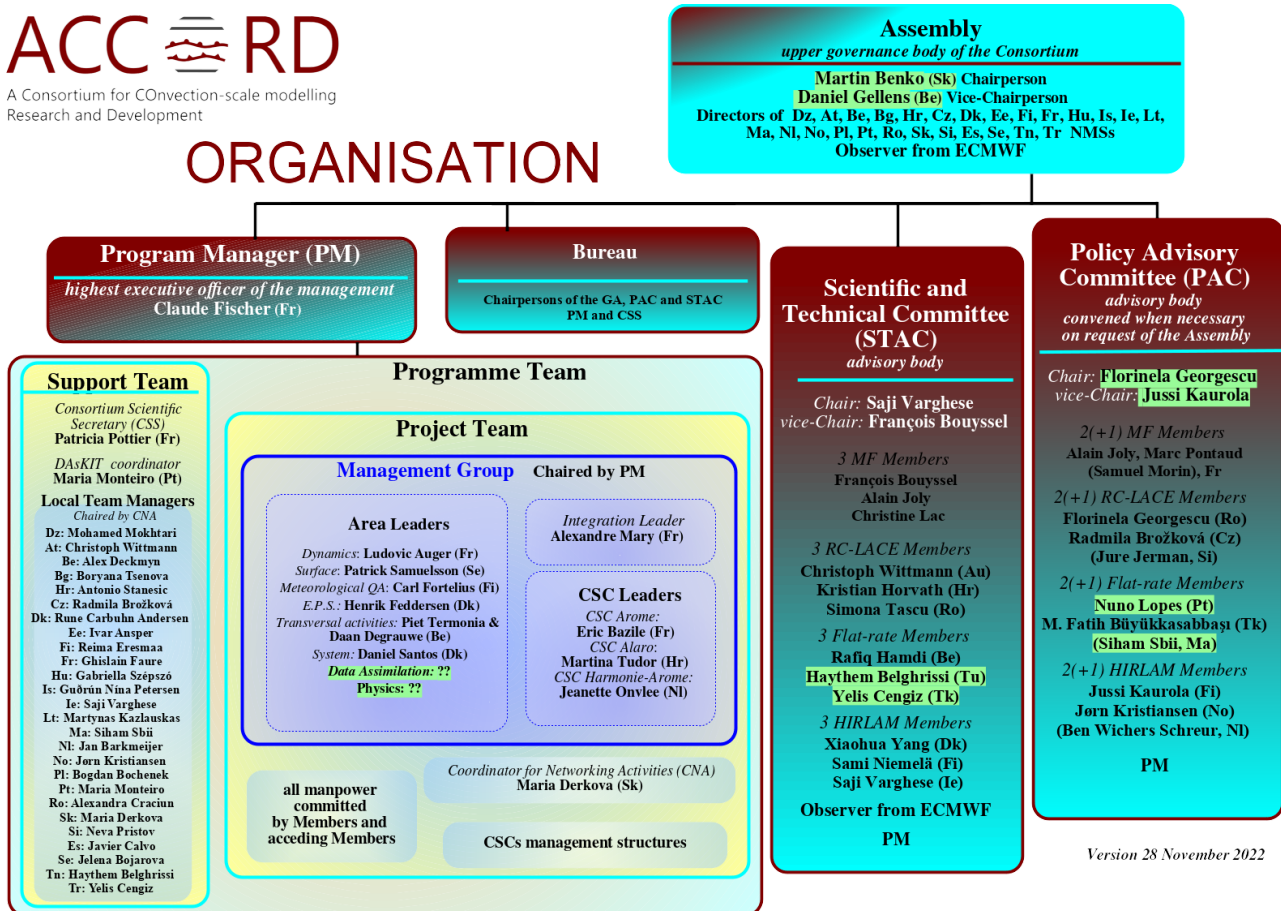 ACCORD
A Consortium for COnvection-scale modelling
Research and Development
ORGANISATION
Assembly
upper governance body of the Consortium
Martin Benko (Sk) Chairperson
Daniel Gellens (Be) Vice-Chairperson
Directors of Dz, At, Be, Bg, Hr, Cz, Dk, Ee, Fi, Fr, Hu, Is, Ie, Lt,
Ma, Nl, No, Pl, Pt, Ro, Sk, Si, Es, Se, Tn, Tr NMSs
Observer from ECMWF
Program Manager (PM)
highest executive officer of the management
Claude Fischer (Fr)
Bureau
Chairpersons of the GA, PAC and STAC
PM and CSS
Scientific and
Technical Committee
(STAC)
advisory body
Chair: Saji Varghese
vice-Chair: François Bouyssel
3 MF Members
François Bouyssel
Alain Joly
Christine Lac
3 RC-LACE Members
Christoph Wittmann (Au)
Kristian Horvath (Hr)
Simona Tascu (Ro)
3 Flat-rate Members
Rafiq Hamdi (Be)
Haythem Belghrissi (Tu)
Yelis Cengiz (Tk)
3 HIRLAM Members
Xiaohua Yang (Dk)
Sami Niemelä (Fi)
Saji Varghese (Ie)
Observer from ECMWF
PM
Policy Advisory
Committee (PAC)
advisory body
convened when necessary
on request of the Assembly
Chair: Florinela Georgescu
vice-Chair: Jussi Kaurola
2(+1) MF Members
Alain Joly, Marc Pontaud
(Samuel Morin), Fr
2(+1) RC-LACE Members
Florinela Georgescu (Ro)
Radmila Brožková (Cz)
(Jure Jerman, Si)
2(+1) Flat-rate Members
Nuno Lopes (Pt)
M. Fatih Büyükkasabbaşı (Tk)
(Siham Sbii, Ma)
2(+1) HIRLAM Members
Jussi Kaurola (Fi)
Jørn Kristiansen (No)
(Ben Wichers Schreur, Nl)
PM
Programme Team
Support Team
Consortium Scientific
Secretary (CSS)
Patricia Pottier (Fr)
DAsKIT coordinator
Maria Monteiro (Pt)
Local Team Managers
Chaired by CNA
Dz: Mohamed Mokhtari
At: Christoph Wittmann
Be: Alex Deckmyn
Bg: Boryana Tsenova
Hr: Antonio Stanesic
Cz: Radmila Brožková
Dk: Rune Carbuhn Andersen
Ee: Ivar Ansper
Fi: Reima Eresmaa
Fr: Ghislain Faure
Hu: Gabriella Szépszó
Is: Guðrún Nína Petersen
Ie: Saji Varghese
Lt: Martynas Kazlauskas
Ma: Siham Sbii
Nl: Jan Barkmeijer
No: Jørn Kristiansen
Pl: Bogdan Bochenek
Pt: Maria Monteiro
Ro: Alexandra Craciun
Sk: Maria Derkova
Si: Neva Pristov
Es: Javier Calvo
Se: Jelena Bojarova
Tn: Haythem Belghrissi
Tr: Yelis Cengiz
Project Team
Management Group Chaired by PM
Area Leaders
Dynamics: Ludovic Auger (Fr)
Surface: Patrick Samuelsson (Se)
Meteorological QA: Carl Fortelius (Fi)
E.P.S.: Henrik Feddersen (Dk)
Transversal activities: Piet Termonia &
Daan Degrauwe (Be)
System: Daniel Santos (Dk)
Data Assimilation: ??
Physics: ??
Integration Leader
Alexandre Mary (Fr)
CSC Leaders
CSC Arome:
Eric Bazile (Fr)
CSC Alaro:
Martina Tudor (Hr)
CSC Harmonie-Arome:
Jeanette Onvlee (Nl)
all manpower
committed
by Members and
acceding Members
Coordinator for Networking Activities (CNA)
Maria Derkova (Sk)
CSCs management structures
Version 28 November 2022